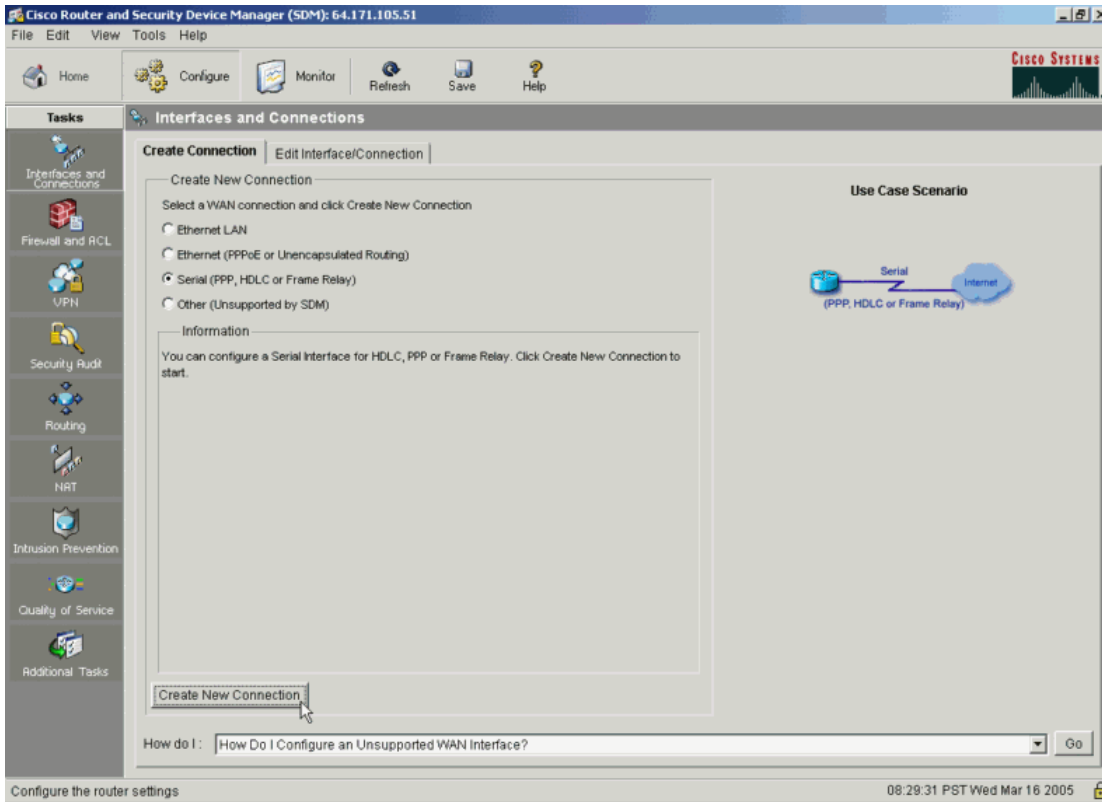 Cisco Router and Security Device Manager (SDM): 64.171.105.51
File Edit View Tools Help
Home Configure Monitor Refresh Save Help
CISCO SYSTEMS
Tasks
Interfaces and Connections
Interfaces and
Connections
Firewall and ACL
VPN
Security Audit
Routing
NAT
Intrusion Prevention
Quality of Service
Additional Tasks
Create Connection Edit Interface/Connection
Create New Connection
Select a WAN connection and click Create New Connection
Ethernet LAN
Ethernet (PPPoE or Unencapsulated Routing)
Serial (PPP, HDLC or Frame Relay)
Other (Unsupported by SDM)
Information
You can configure a Serial Interface for HDLC, PPP or Frame Relay. Click Create New Connection to
start.
Create New Connection
Use Case Scenario
Serial
Internet
(PPP, HDLC or Frame Relay)
How do I : How Do I Configure an Unsupported WAN Interface? Go
Configure the router settings 08:29:31 PST Wed Mar 16 2005